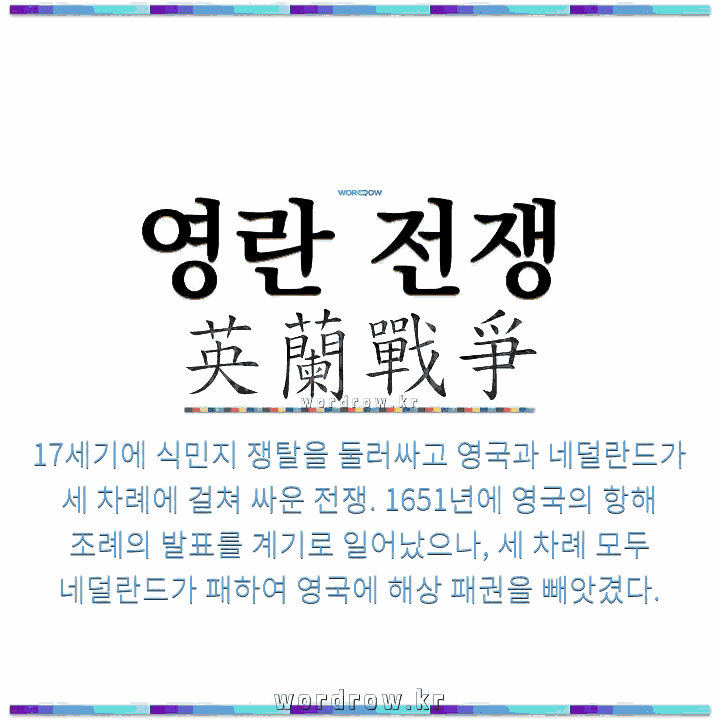 WORDROW
영란 전쟁
英蘭戰爭
wordrow.kr
17세기에 식민지 쟁탈을 둘러싸고 영국과 네덜란드가
세 차례에 걸쳐 싸운 전쟁. 1651년에 영국의 항해
조례의 발표를 계기로 일어났으나, 세 차례 모두
네덜란드가 패하여 영국에 해상 패권을 빼앗겼다.
wordrow.kr